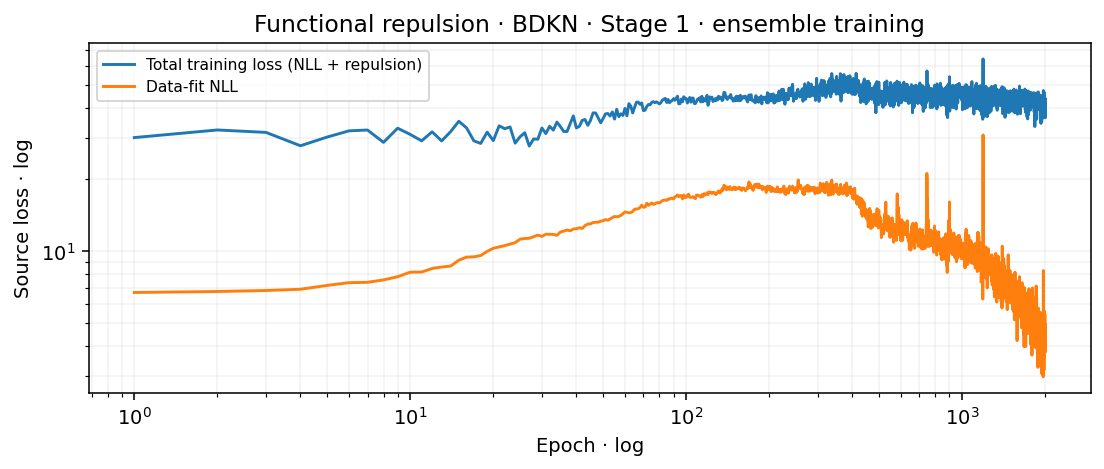 Functional repulsion · BDKN · Stage 1 · ensemble training
Total training loss (NLL + repulsion)
Data-fit NLL
Source loss · log
10¹
10⁰ 10¹ 10² 10³
Epoch · log